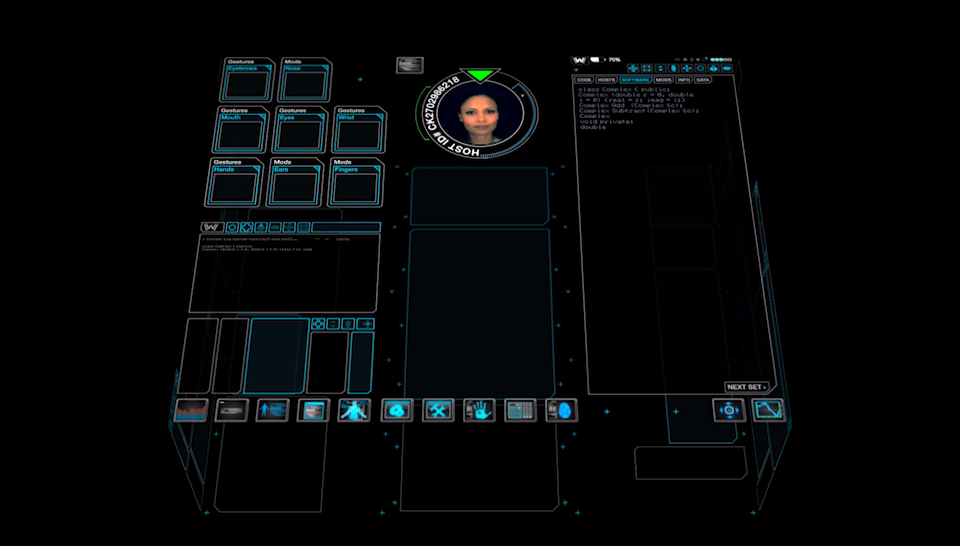 Gestures
Eyebrows
Mods
Nose
Gestures
Mouth
Mods
Eyes
Gestures
Wrist
Gestures
Hands
Mods
Ears
Mods
Fingers
W
HOST ID# CK2702986218
W
75%
CODE
HOSTS
SOFTWARE
MODS
INFO
DATA
class Complex { public:
Complex (double r = 0, double
i = 0) {real = r; imag = i;}
Complex Add (Complex &c);
Complex Subtract(Complex &c);
Complex
void private:
double
NEXT SET